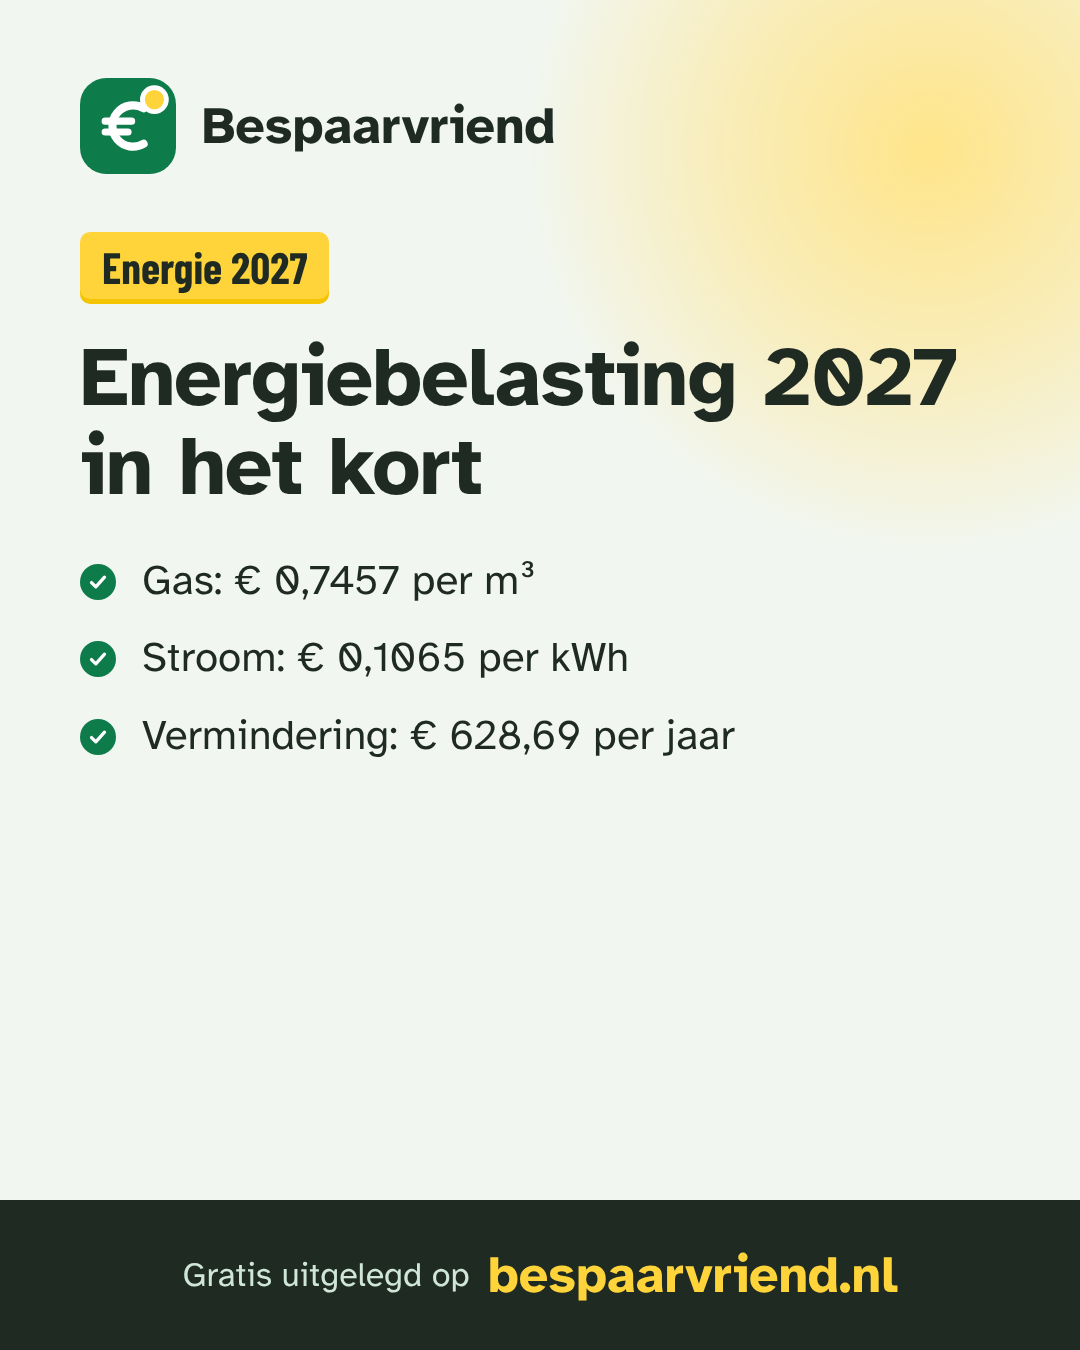 Bespaarvriend
Energie 2027
Energiebelasting 2027
in het kort
Gas: € 0,7457 per m³
Stroom: € 0,1065 per kWh
Vermindering: € 628,69 per jaar
Gratis uitgelegd op bespaarvriend.nl